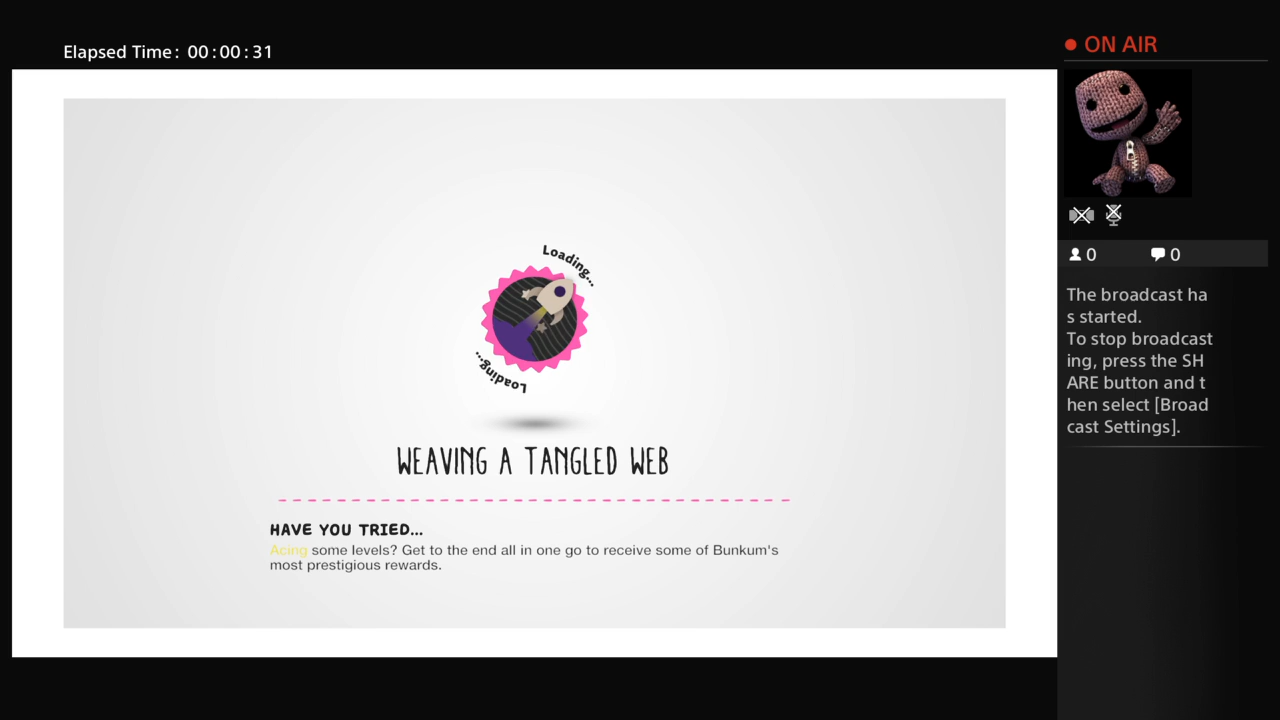 Elapsed Time: 00:00:31
ON AIR
Loading...
Loading...
WEAVING A TANGLED WEB
HAVE YOU TRIED...
Acing some levels? Get to the end all in one go to receive some of Bunkum's
most prestigious rewards.
0
0
The broadcast ha
s started.
To stop broadcast
ing, press the SH
ARE button and t
hen select [Broad
cast Settings].